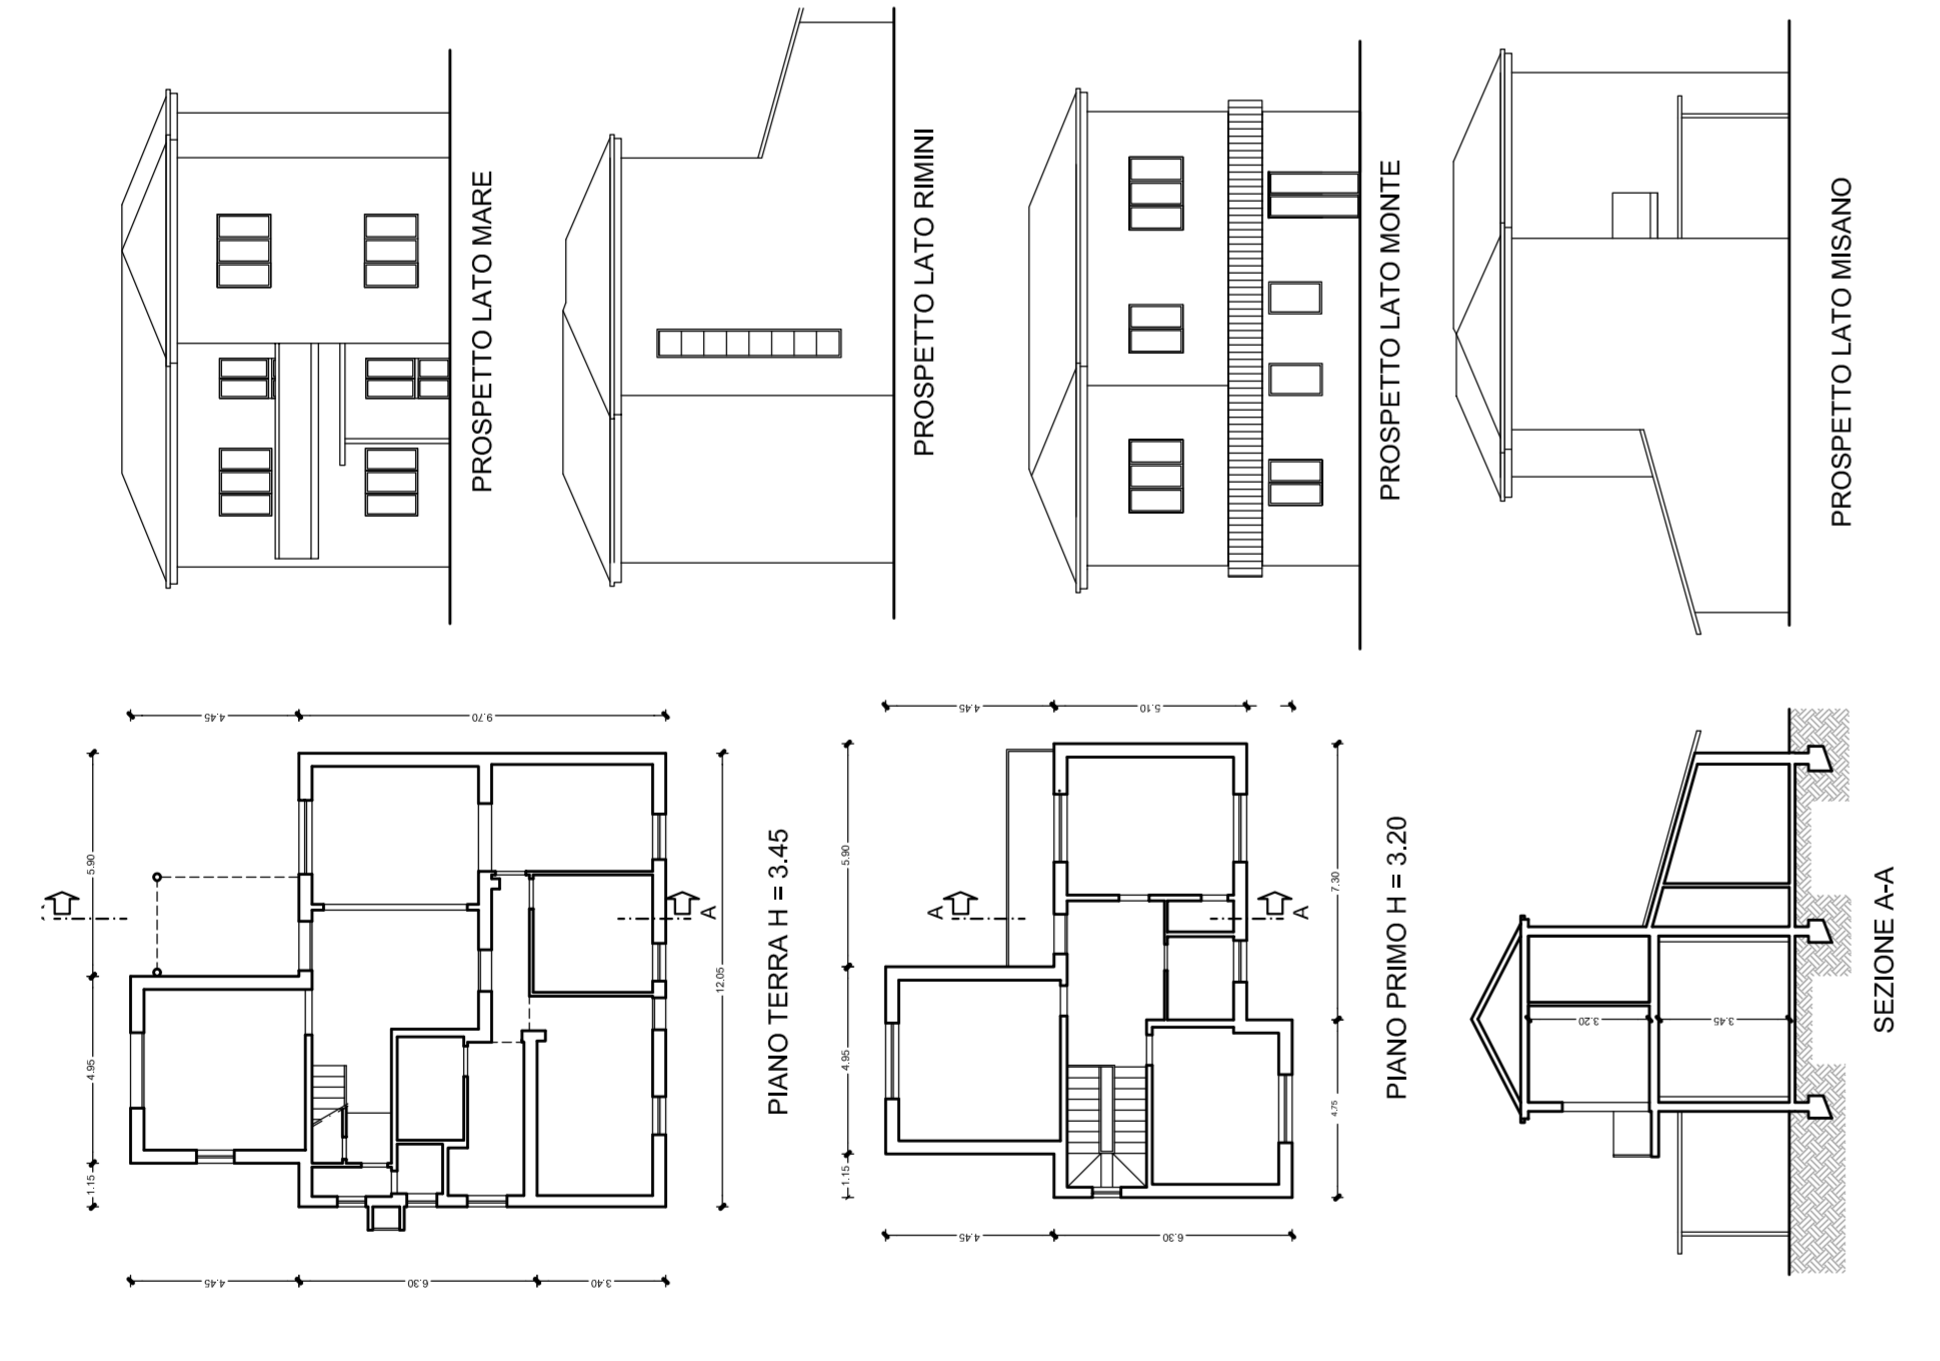 PROSPETTO LATO MARE
PROSPETTO LATO RIMINI
PROSPETTO LATO MONTE
PROSPETTO LATO MISANO
4.45
9.70
5.90
4.95
1.15
12.05
A
4.45
6.30
3.40
PIANO TERRA H = 3.45
4.45
5.10
5.90
4.95
1.15
7.30
4.75
A
A
4.45
6.30
PIANO PRIMO H = 3.20
3.20
3.45
SEZIONE A-A